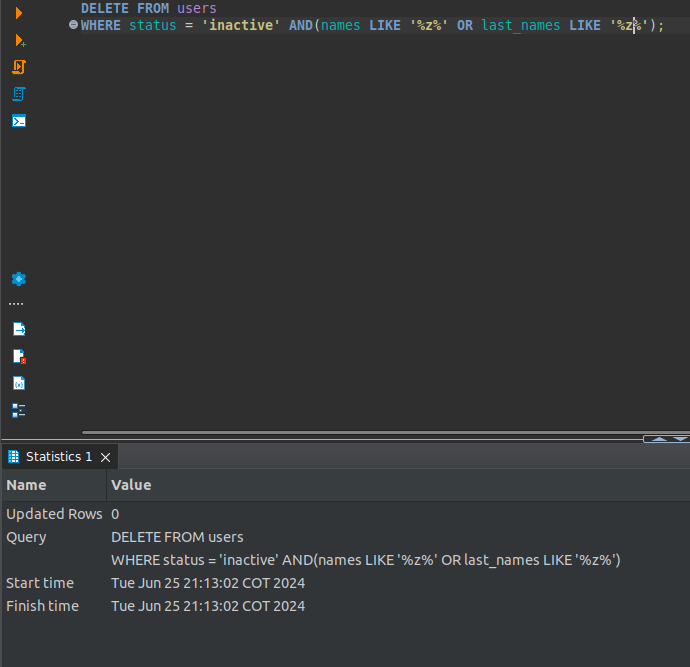 DELETE FROM users
WHERE status = 'inactive' AND(names LIKE '%z%' OR last_names LIKE '%z%');
Statistics 1
Name Value
Updated Rows 0
Query DELETE FROM users
WHERE status = 'inactive' AND(names LIKE '%z%' OR last_names LIKE '%z%')
Start time Tue Jun 25 21:13:02 COT 2024
Finish time Tue Jun 25 21:13:02 COT 2024